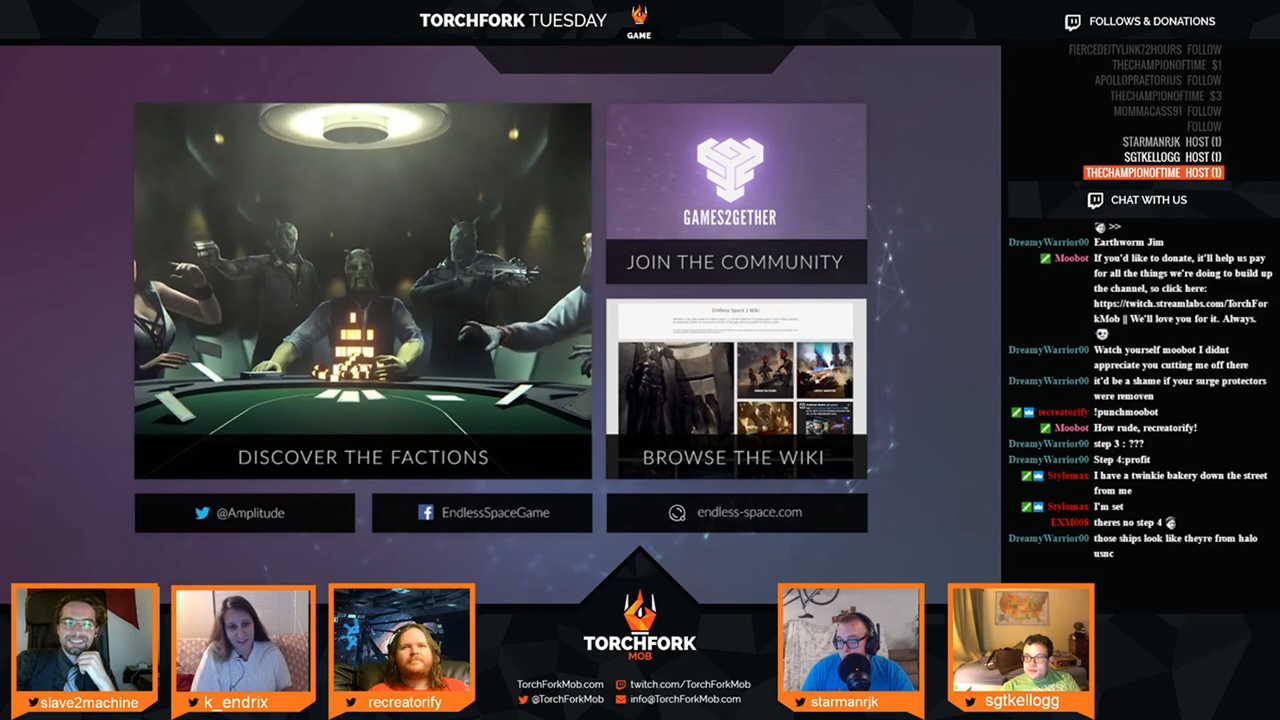 TORCHFORK TUESDAY
GAME
FOLLOWS & DONATIONS
FIERCEDEITYLINK72HOURS FOLLOW
THECHAMPIONOFTIME $1
APOLLOPRAETORIUS FOLLOW
THECHAMPIONOFTIME $3
MOMMACASS91 FOLLOW
FOLLOW
STARMANRJK HOST (1)
SGTKELLOGG HOST (1)
THECHAMPIONOFTIME HOST (1)
CHAT WITH US
>>
DreamyWarrior00 Earthworm Jim
Moobot If you'd like to donate, it'll help us pay
for all the things we're doing to build up
the channel, so click here:
https://twitch.streamlabs.com/TorchFor
kMob || We'll love you for it. Always.
DreamyWarrior00 Watch yourself moobot I didnt
appreciate you cutting me off there
DreamyWarrior00 it'd be a shame if your surge protectors
were removen
recreatorify !punchmoobot
Moobot How rude, recreatorify!
DreamyWarrior00 step 3 : ???
DreamyWarrior00 Step 4:profit
Stylomax I have a twinkie bakery down the street
from me
Stylomax I'm set
EXM008 theres no step 4
DreamyWarrior00 those ships look like theyre from halo
usnc
GAMES2GETHER
JOIN THE COMMUNITY
Endless Space | Wiki
DISCOVER THE FACTIONS
BROWSE THE WIKI
@Amplitude
EndlessSpaceGame
endless-space.com
slave2machine
k_endrix
recreatorify
TORCHFORK
MOB
TorchForkMob.com
twitch.com/TorchForkMob
@TorchForkMob
info@TorchForkMob.com
starmanrjk
sgtkellogg